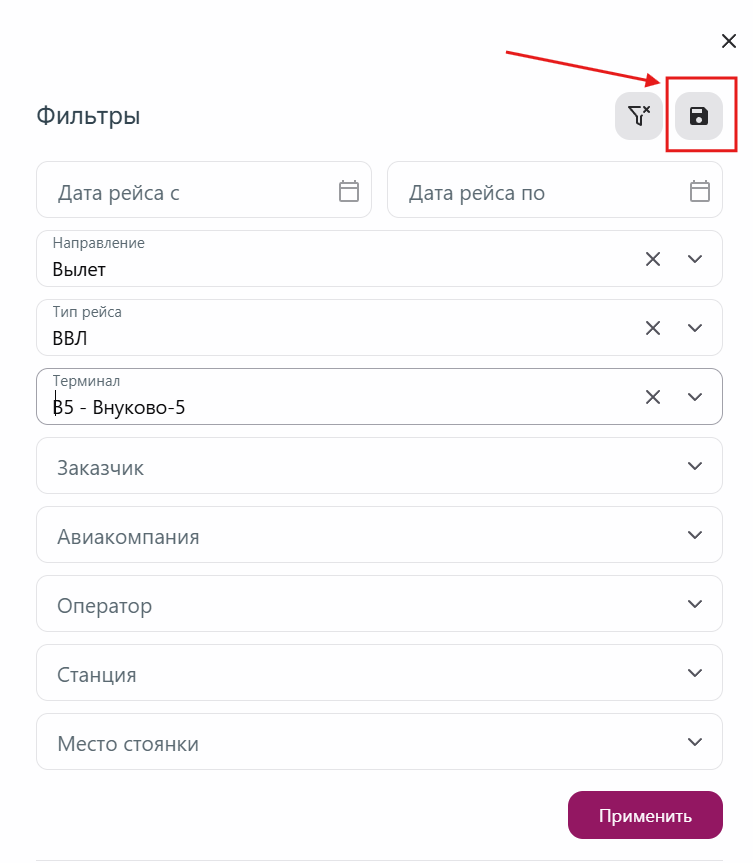 Фильтры
Дата рейса с
Дата рейса по
Направление
Вылет
Тип рейса
ВВЛ
Терминал
В5 - Внуково-5
Заказчик
Авиакомпания
Оператор
Станция
Место стоянки
Применить